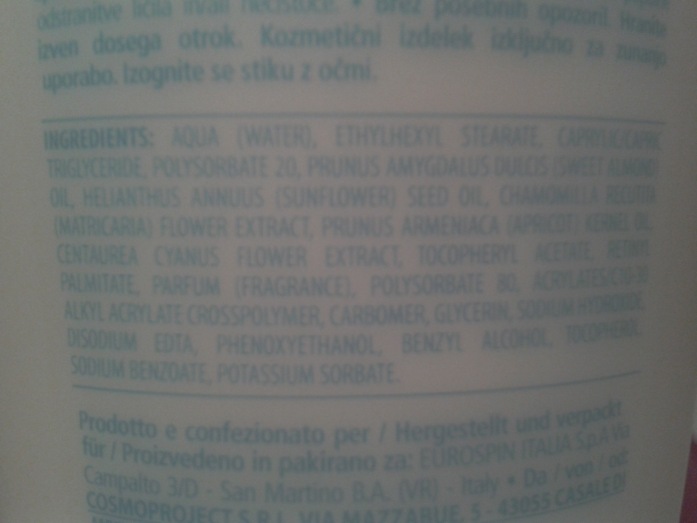 odstranitve ličila in/ali nečistoče. • Brez posebnih opozoril. Hranite
izven dosega otrok. Kozmetični izdelek izključno za zunanjo
uporabo. Izognite se stiku z očmi.
INGREDIENTS: AQUA (WATER), ETHYLHEXYL STEARATE, CAPRYLIC/CAPRIC
TRIGLYCERIDE, POLYSORBATE 20, PRUNUS AMYGDALUS DULCIS (SWEET ALMOND)
OIL, HELIANTHUS ANNUUS (SUNFLOWER) SEED OIL, CHAMOMILLA RECUTITA
(MATRICARIA) FLOWER EXTRACT, PRUNUS ARMENIACA (APRICOT) KERNEL OIL,
CENTAUREA CYANUS FLOWER EXTRACT, TOCOPHERYL ACETATE, RETINYL
PALMITATE, PARFUM (FRAGRANCE), POLYSORBATE 80, ACRYLATES/C10-30
ALKYL ACRYLATE CROSSPOLYMER, CARBOMER, GLYCERIN, SODIUM HYDROXIDE,
DISODIUM EDTA, PHENOXYETHANOL, BENZYL ALCOHOL, TOCOPHEROL,
SODIUM BENZOATE, POTASSIUM SORBATE.
Prodotto e confezionato per / Hergestellt und verpackt
für / Proizvedeno in pakirano za: EUROSPIN ITALIA S.p.A. Via
Campalto 3/D - San Martino B.A. (VR) - Italy • Da / von / od:
COSMOPROJECT S.R.L. VIA MAZZABUE, 5 - 43055 CASALE DI